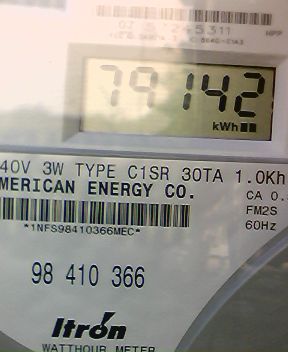 79142
kWh
40V 3W TYPE C1SR 30TA 1.0Kh
MERICAN ENERGY CO.
CA 0.
FM2S
*1NFS98410366MEC*
60Hz
98 410 366
Itron
WATTHOUR METER